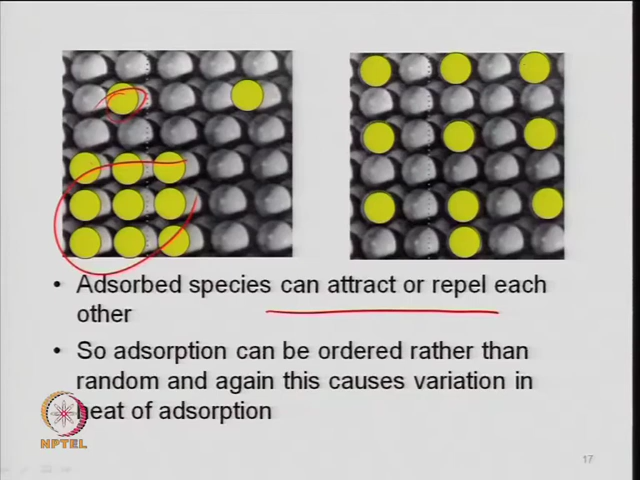 • Adsorbed species can attract or repel each
other
• So adsorption can be ordered rather than
random and again this causes variation in
heat of adsorption
NPTEL
17